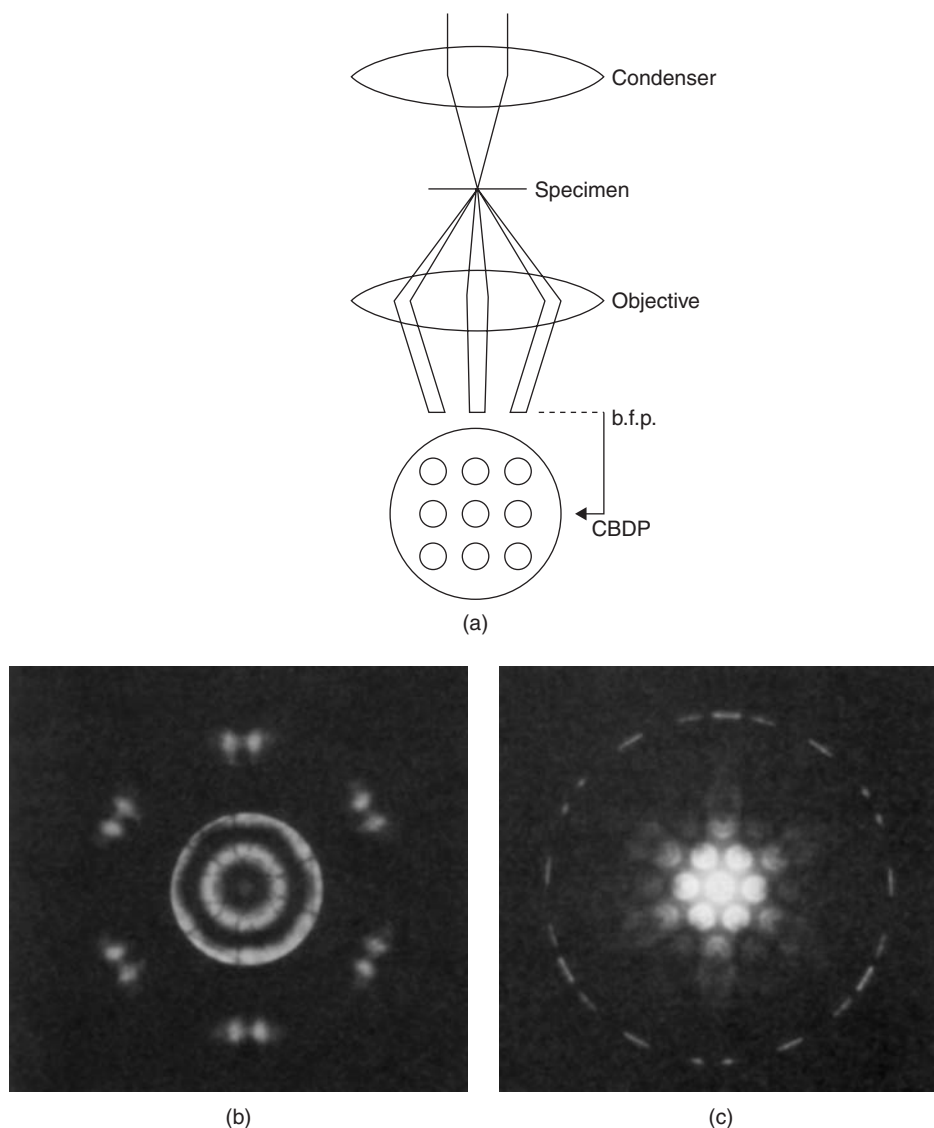 Condenser
Specimen
Objective
b.f.p.
CBDP
(a)
(b)
(c)